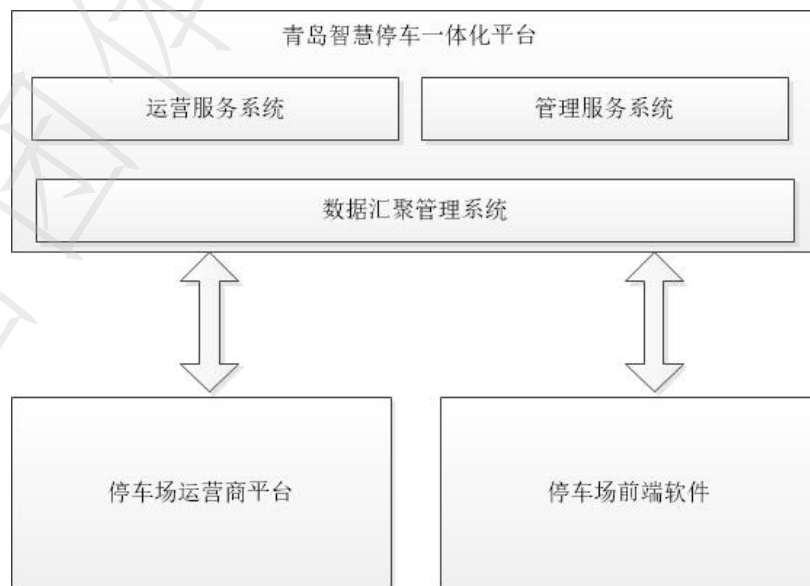 青岛智慧停车一体化平台
运营服务系统
管理服务系统
数据汇聚管理系统
停车场运营商平台
停车场前端软件